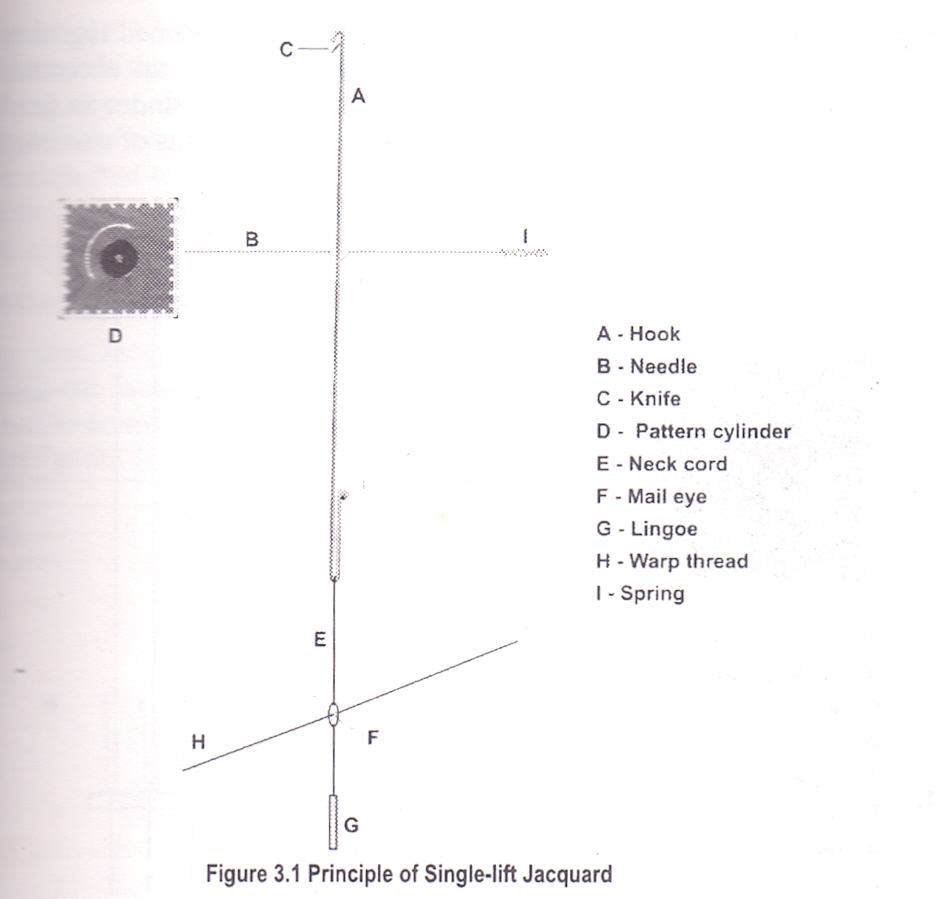 C
A
B
I
D
A - Hook
B - Needle
C - Knife
D - Pattern cylinder
E - Neck cord
F - Mail eye
G - Lingoe
H - Warp thread
I - Spring
E
H
F
G
Figure 3.1 Principle of Single-lift Jacquard